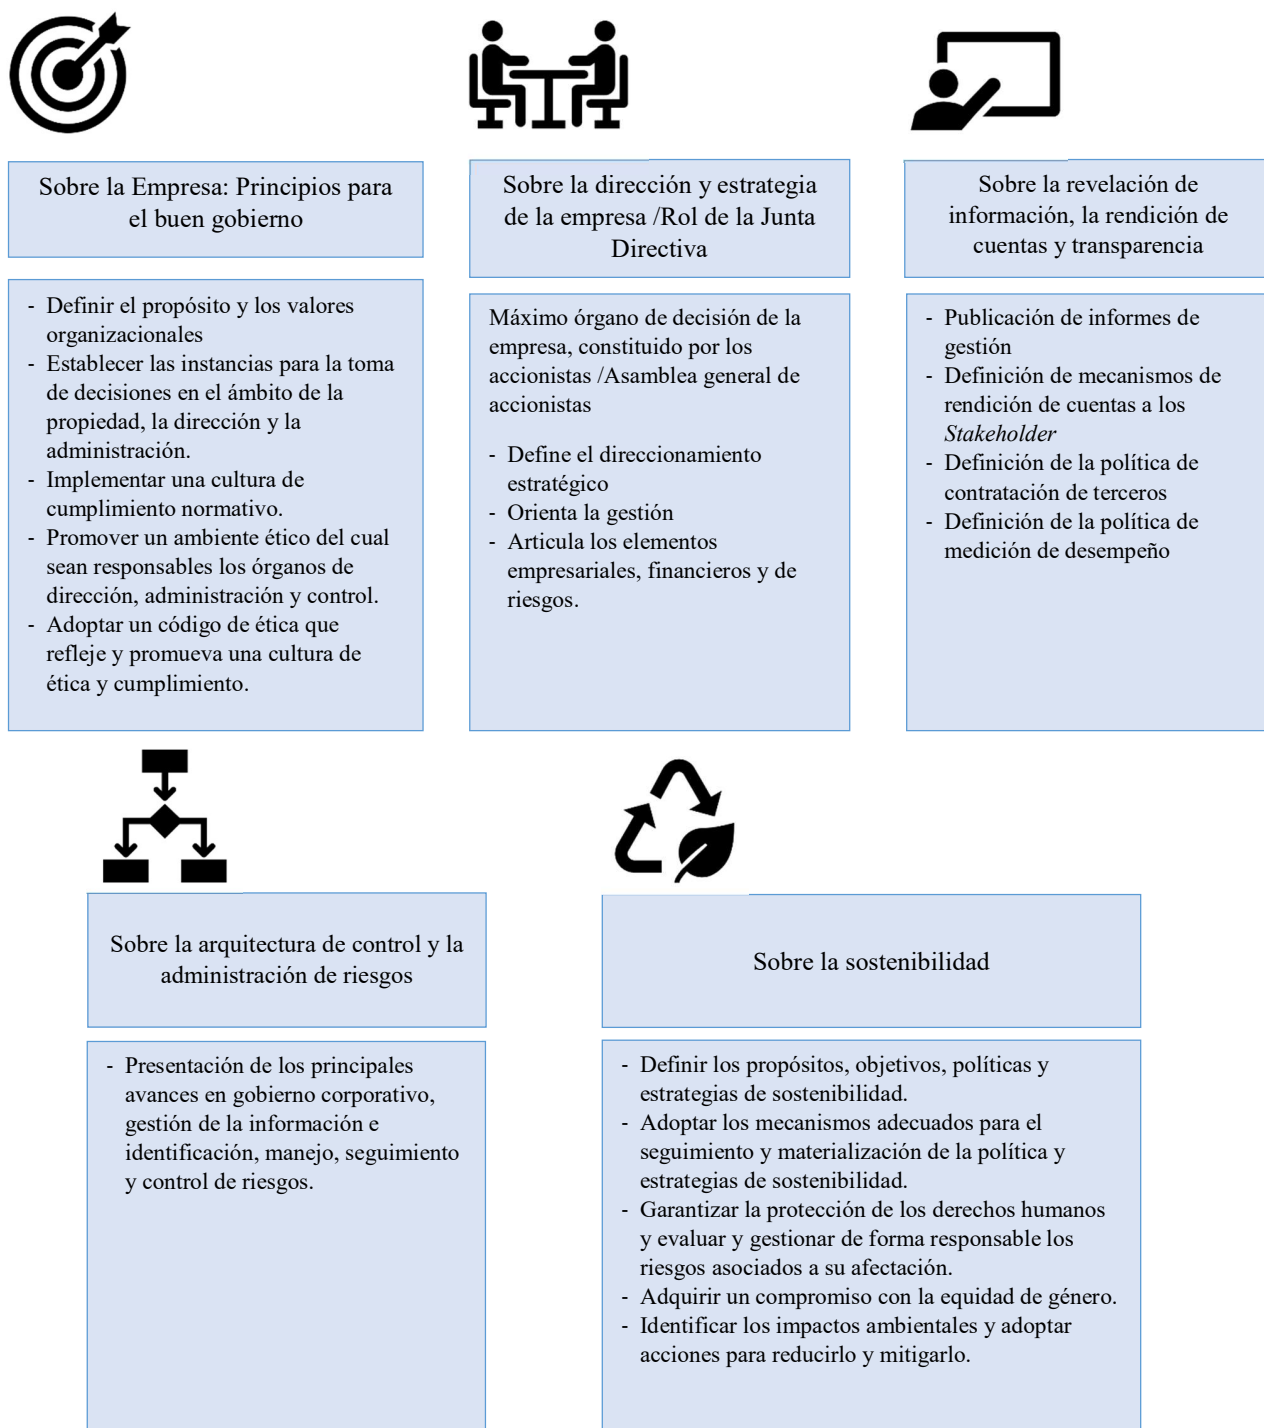 Sobre la Empresa: Principios para
el buen gobierno
- Definir el propósito y los valores
organizacionales
- Establecer las instancias para la toma
de decisiones en el ámbito de la
propiedad, la dirección y la
administración.
- Implementar una cultura de
cumplimiento normativo.
- Promover un ambiente ético del cual
sean responsables los órganos de
dirección, administración y control.
- Adoptar un código de ética que
refleje y promueva una cultura de
ética y cumplimiento.
Sobre la dirección y estrategia
de la empresa /Rol de la Junta
Directiva
Máximo órgano de decisión de la
empresa, constituido por los
accionistas /Asamblea general de
accionistas
- Define el direccionamiento
estratégico
- Orienta la gestión
- Articula los elementos
empresariales, financieros y de
riesgos.
Sobre la revelación de
información, la rendición de
cuentas y transparencia
- Publicación de informes de
gestión
- Definición de mecanismos de
rendición de cuentas a los
Stakeholder
- Definición de la política de
contratación de terceros
- Definición de la política de
medición de desempeño
Sobre la arquitectura de control y la
administración de riesgos
- Presentación de los principales
avances en gobierno corporativo,
gestión de la información e
identificación, manejo, seguimiento
y control de riesgos.
Sobre la sostenibilidad
- Definir los propósitos, objetivos, políticas y
estrategias de sostenibilidad.
- Adoptar los mecanismos adecuados para el
seguimiento y materialización de la política y
estrategias de sostenibilidad.
- Garantizar la protección de los derechos humanos
y evaluar y gestionar de forma responsable los
riesgos asociados a su afectación.
- Adquirir un compromiso con la equidad de género.
- Identificar los impactos ambientales y adoptar
acciones para reducirlo y mitigarlo.